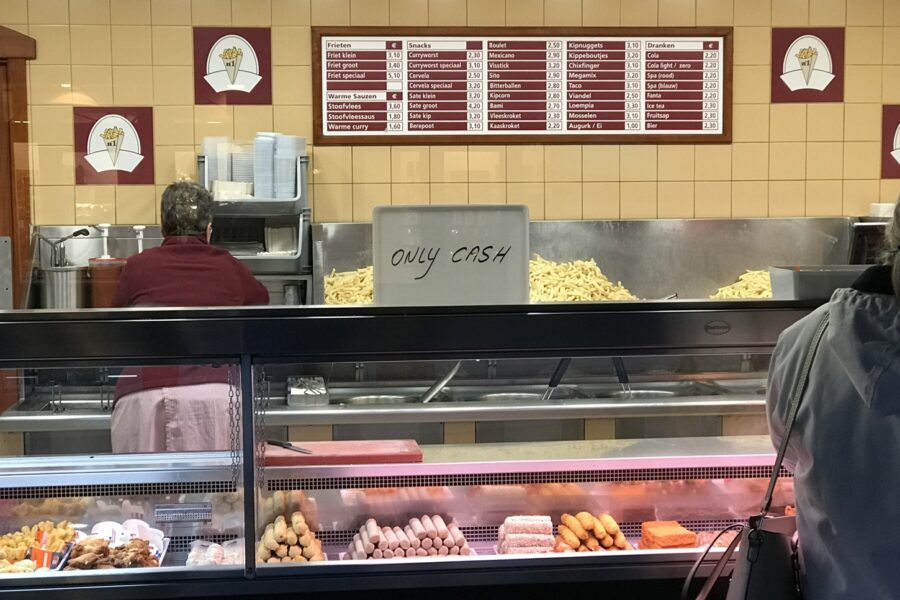 Frieten €
Friet klein 3,10
Friet groot 3,40
Friet speciaal 5,10
Warme Sauzen €
Stoofvlees 3,60
Stoofvleessaus 1,80
Warme curry 1,60
Snacks
Curryworst 2,30
Curryworst speciaal 3,10
Cervela 2,50
Cervela speciaal 3,20
Sate klein 3,20
Sate groot 4,20
Sate kip 3,20
Berepoot 3,10
Boulet 2,50
Mexicano 2,90
Visstick 3,20
Sito 2,90
Bitterballen 2,80
Kipcorn 2,80
Bami 2,70
Vleeskroket 2,30
Kaaskroket 2,20
Kipnuggets 3,10
Kippeboutjes 3,20
Chixfinger 3,10
Megamix 3,20
Taco 3,10
Viandel 2,50
Loempia 3,30
Mosselen 3,10
Augurk / Ei 1,00
Dranken €
Cola 2,20
Cola light / zero 2,20
Spa (rood) 2,20
Spa (blauw) 2,20
Fanta 2,20
Ice tea 2,30
Fruitsap 2,30
Bier 2,30
ONLY CASH